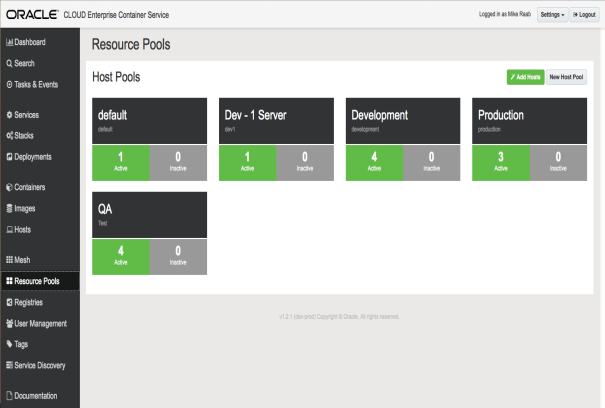 ORACLE CLOUD Enterprise Container Service
Logged in as Mike Raab Settings Logout
Dashboard
Search
Tasks & Events
Services
Stacks
Deployments
Containers
Images
Hosts
Mesh
Resource Pools
Registries
User Management
Tags
Service Discovery
Documentation
Resource Pools
Host Pools
Add Hosts New Host Pool
default
default
1 0
Active Inactive
Dev - 1 Server
dev1
1 0
Active Inactive
Development
development
4 0
Active Inactive
Production
production
3 0
Active Inactive
QA
Test
4 0
Active Inactive
v1.2.1 (dev-prod) Copyright © Oracle. All rights reserved.